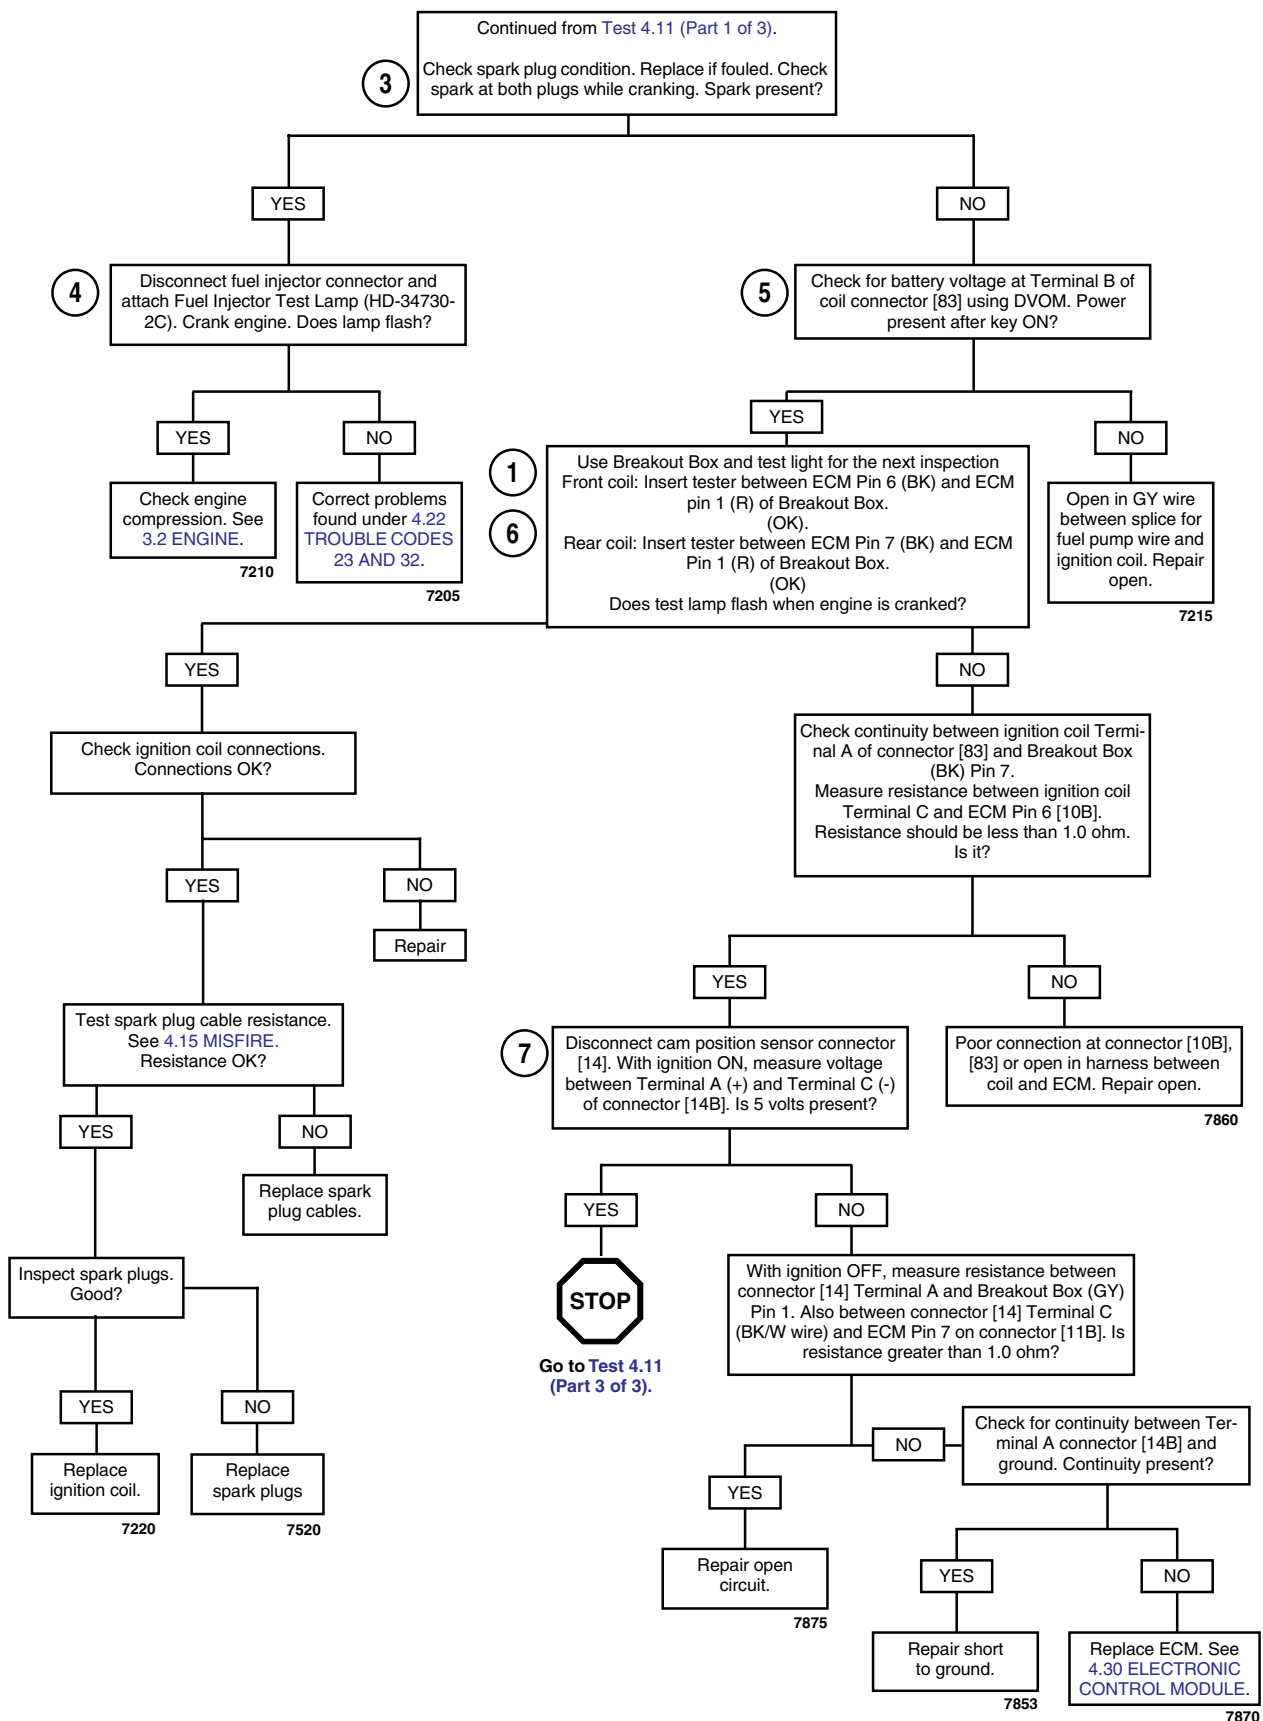 Continued from Test 4.11 (Part 1 of 3).
3
Check spark plug condition. Replace if fouled. Check
spark at both plugs while cranking. Spark present?
YES
NO
4
Disconnect fuel injector connector and
attach Fuel Injector Test Lamp (HD-34730-
2C). Crank engine. Does lamp flash?
5
Check for battery voltage at Terminal B of
coil connector [83] using DVOM. Power
present after key ON?
YES
NO
YES
NO
Check engine
compression. See
3.2 ENGINE.
7210
Correct problems
found under 4.22
TROUBLE CODES
23 AND 32.
7205
1
6
Use Breakout Box and test light for the next inspection
Front coil: Insert tester between ECM Pin 6 (BK) and ECM
pin 1 (R) of Breakout Box.
(OK).
Rear coil: Insert tester between ECM Pin 7 (BK) and ECM
Pin 1 (R) of Breakout Box.
(OK)
Does test lamp flash when engine is cranked?
Open in GY wire
between splice for
fuel pump wire and
ignition coil. Repair
open.
7215
YES
NO
Check ignition coil connections.
Connections OK?
Check continuity between ignition coil Termi-
nal A of connector [83] and Breakout Box
(BK) Pin 7.
Measure resistance between ignition coil
Terminal C and ECM Pin 6 [10B].
Resistance should be less than 1.0 ohm.
Is it?
YES
NO
Repair
YES
NO
Test spark plug cable resistance.
See 4.15 MISFIRE.
Resistance OK?
7
Disconnect cam position sensor connector
[14]. With ignition ON, measure voltage
between Terminal A (+) and Terminal C (-)
of connector [14B]. Is 5 volts present?
Poor connection at connector [10B],
[83] or open in harness between
coil and ECM. Repair open.
7860
YES
NO
Replace spark
plug cables.
YES
NO
STOP
Go to Test 4.11
(Part 3 of 3).
Inspect spark plugs.
Good?
With ignition OFF, measure resistance between
connector [14] Terminal A and Breakout Box (GY)
Pin 1. Also between connector [14] Terminal C
(BK/W wire) and ECM Pin 7 on connector [11B]. Is
resistance greater than 1.0 ohm?
YES
NO
Replace
ignition coil.
7220
Replace
spark plugs
7520
NO
Check for continuity between Ter-
minal A connector [14B] and
ground. Continuity present?
YES
Repair open
circuit.
7875
YES
NO
Repair short
to ground.
7853
Replace ECM. See
4.30 ELECTRONIC
CONTROL MODULE.
7870